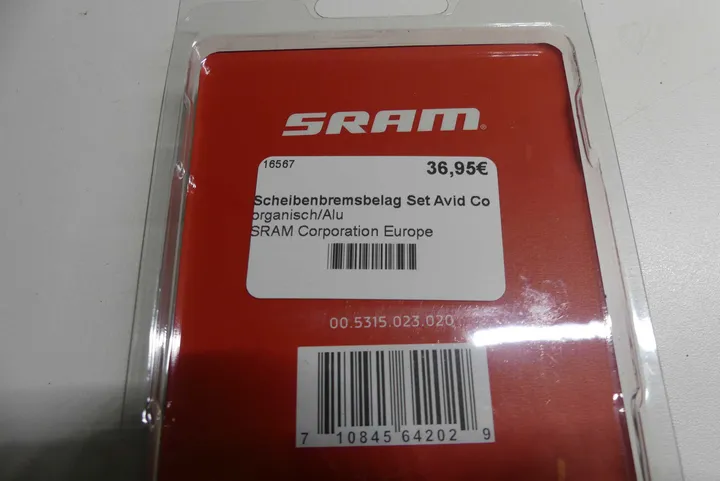 SRAM
16567
36,95€
Scheibenbremsbelag Set Avid Co
organisch/Alu
SRAM Corporation Europe
00.5315.023.020
7 10845 64202 9